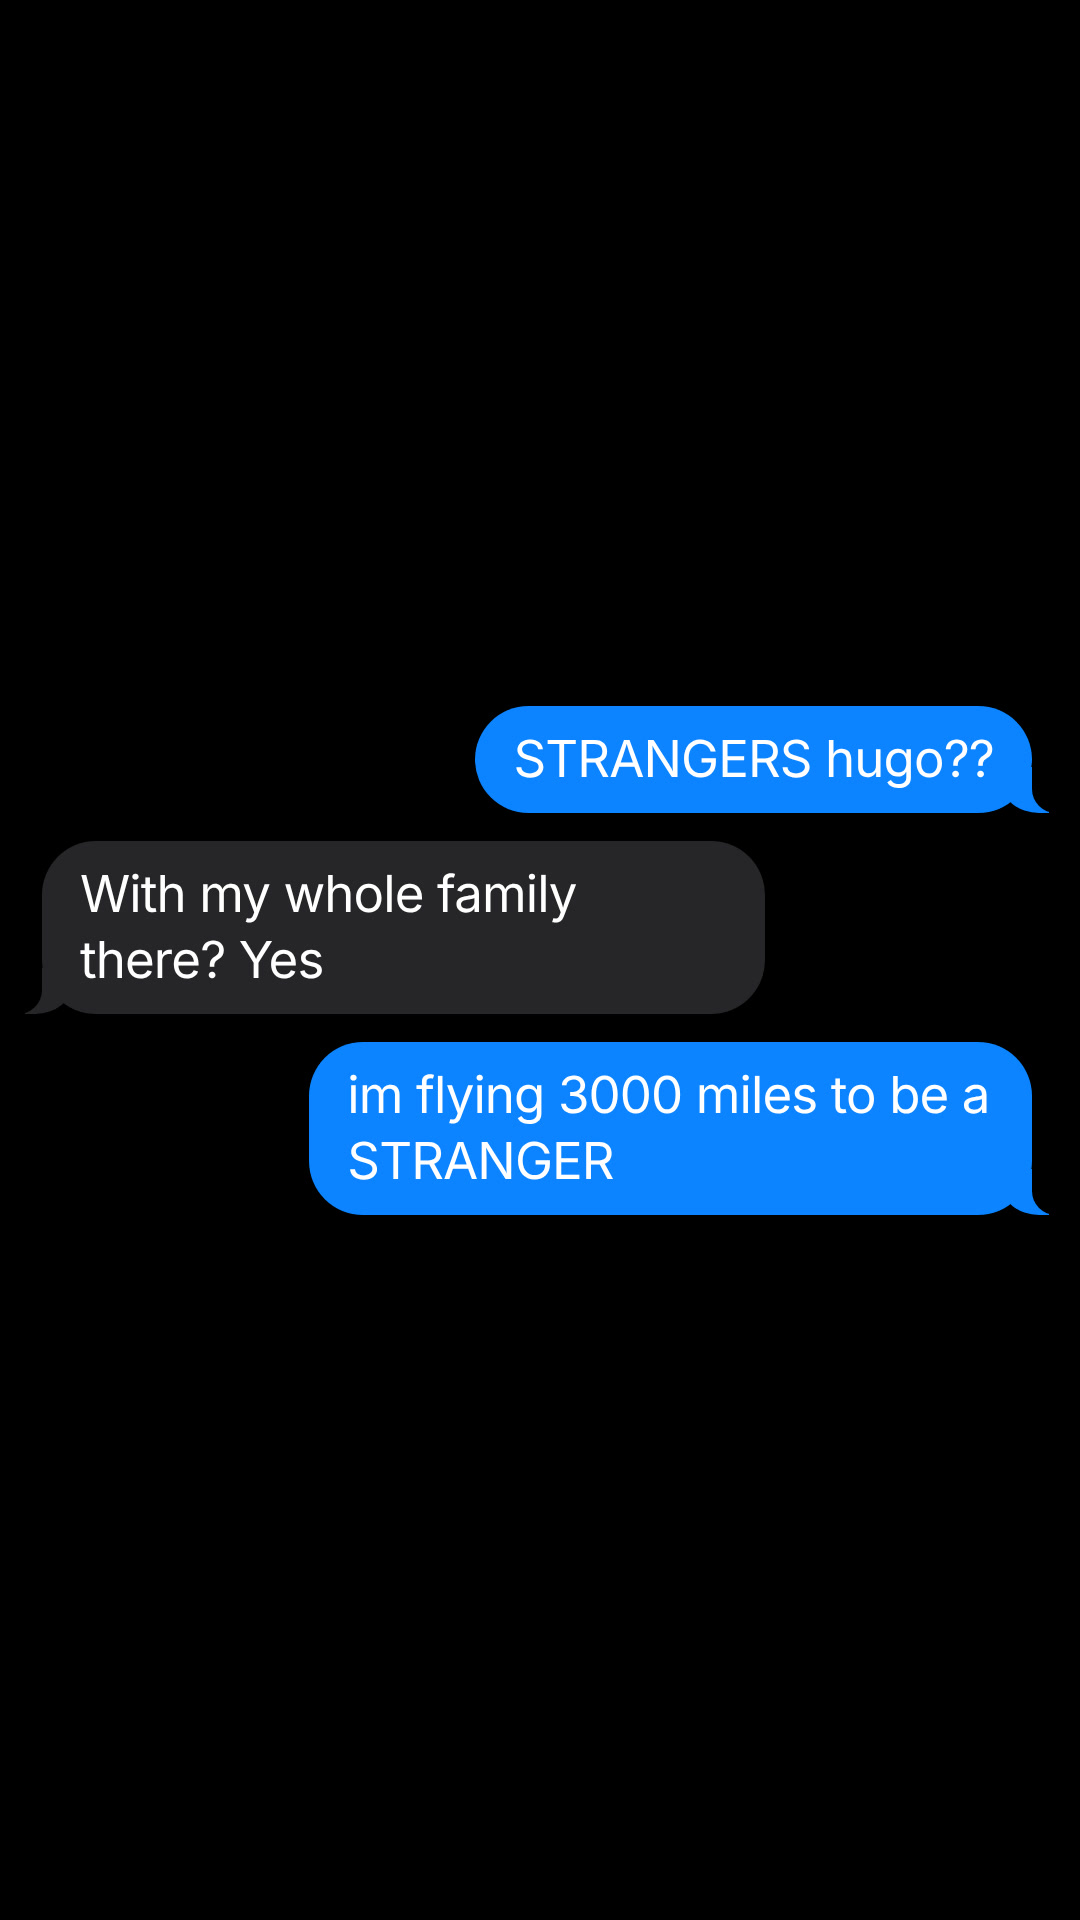 STRANGERS hugo??
With my whole family
there? Yes
im flying 3000 miles to be a
STRANGER